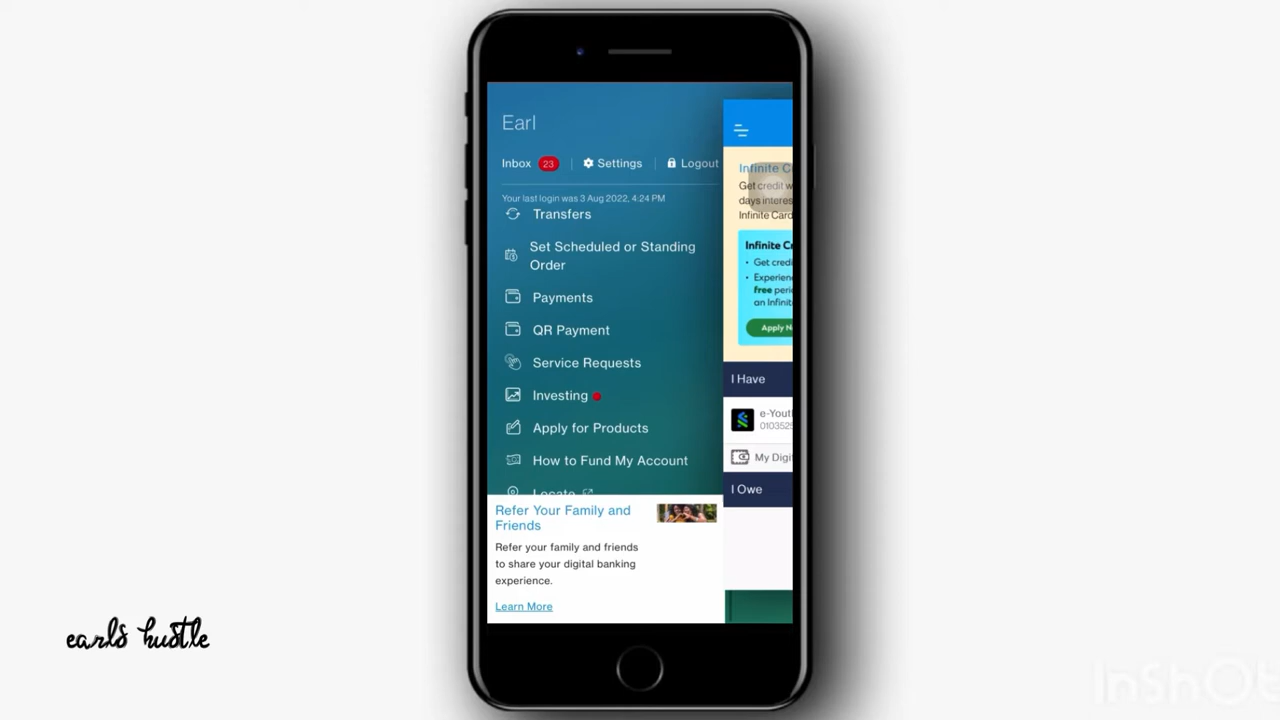 Earl
Inbox 23 Settings Logout
Your last login was 3 Aug 2022, 4:24 PM
Transfers
Set Scheduled or Standing
Order
Payments
QR Payment
Service Requests
Investing
Apply for Products
How to Fund My Account
Locate
Refer Your Family and
Friends
Refer your family and friends
to share your digital banking
experience.
Learn More
Infinite C
Get credit w
days interes
Infinite Card
Infinite Cr
• Get credi
• Experien
free peri
an Infinit
Apply N
I Have
e-Yout
0103525
My Digi
I Owe
earls hustle
InShOt